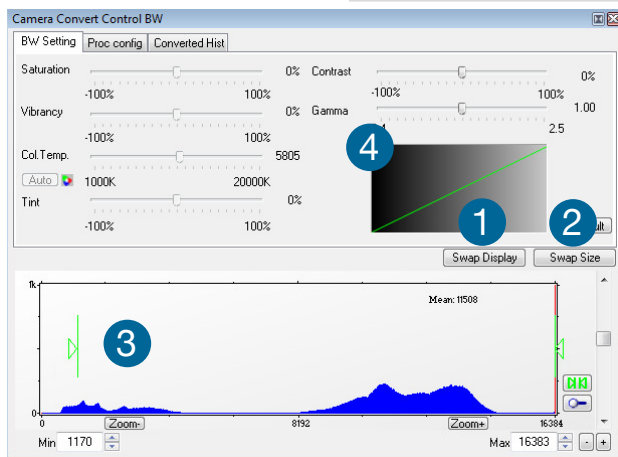 Camera Convert Control BW
BW Setting Proc config Converted Hist
Saturation 0% Contrast 0%
-100% 100% -100% 100%
Vibrancy 0% Gamma 1.00
-100% 100% 2.5
Col.Temp. 5805 4
Auto 1000K 20000K
Tint 0%
-100% 100% 1 2
Swap Display Swap Size
1k
Mean: 11508
3
0 Zoom- 8192 Zoom+ 16384
Min 1170 Max 16383 - +